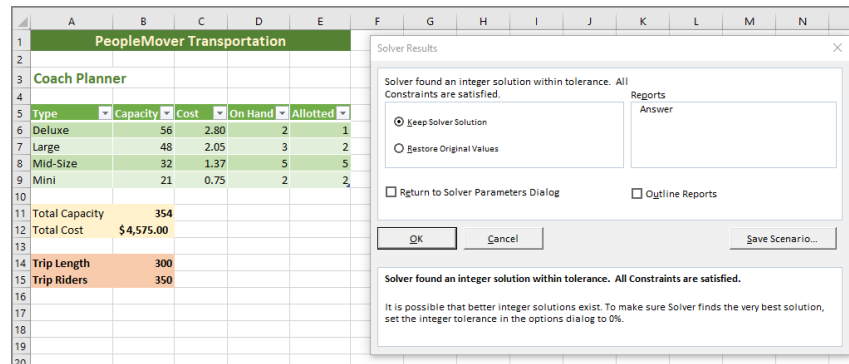 A B C D E F G H I J K L M N
1 PeopleMover Transportation
2
3 Coach Planner
4
5 Type Capacity Cost On Hand Allotted
6 Deluxe 56 2.80 2 1
7 Large 48 2.05 3 2
8 Mid-Size 32 1.37 5 5
9 Mini 21 0.75 2 2
10
11 Total Capacity 354
12 Total Cost $4,575.00
13
14 Trip Length 300
15 Trip Riders 350
16
17
18
19
20
Solver Results
Solver found an integer solution within tolerance. All
Constraints are satisfied.
Reports
Answer
Keep Solver Solution
Restore Original Values
Return to Solver Parameters Dialog
Outline Reports
OK
Cancel
Save Scenario...
Solver found an integer solution within tolerance. All Constraints are satisfied.
It is possible that better integer solutions exist. To make sure Solver finds the very best solution,
set the integer tolerance in the options dialog to 0%.